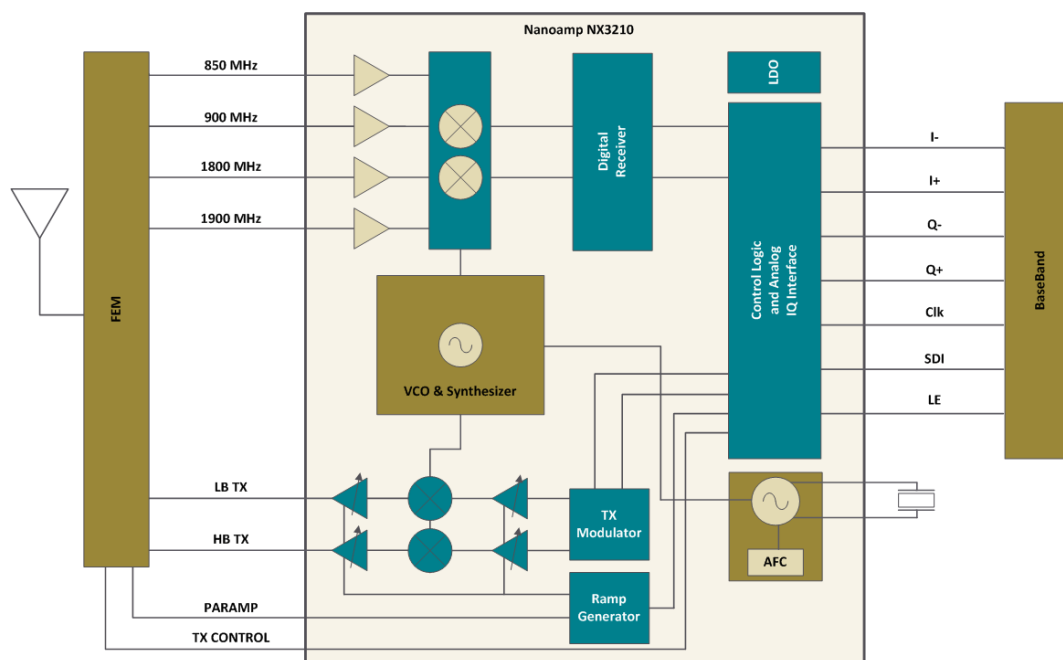 Nanoamp NX3210
850 MHz
900 MHz
1800 MHz
1900 MHz
FEM
Digital
Receiver
LDO
Control Logic
and Analog
IQ Interface
I-
I+
Q-
Q+
Clk
SDI
LE
BaseBand
VCO & Synthesizer
LB TX
HB TX
TX
Modulator
AFC
Ramp
Generator
PARAMP
TX CONTROL